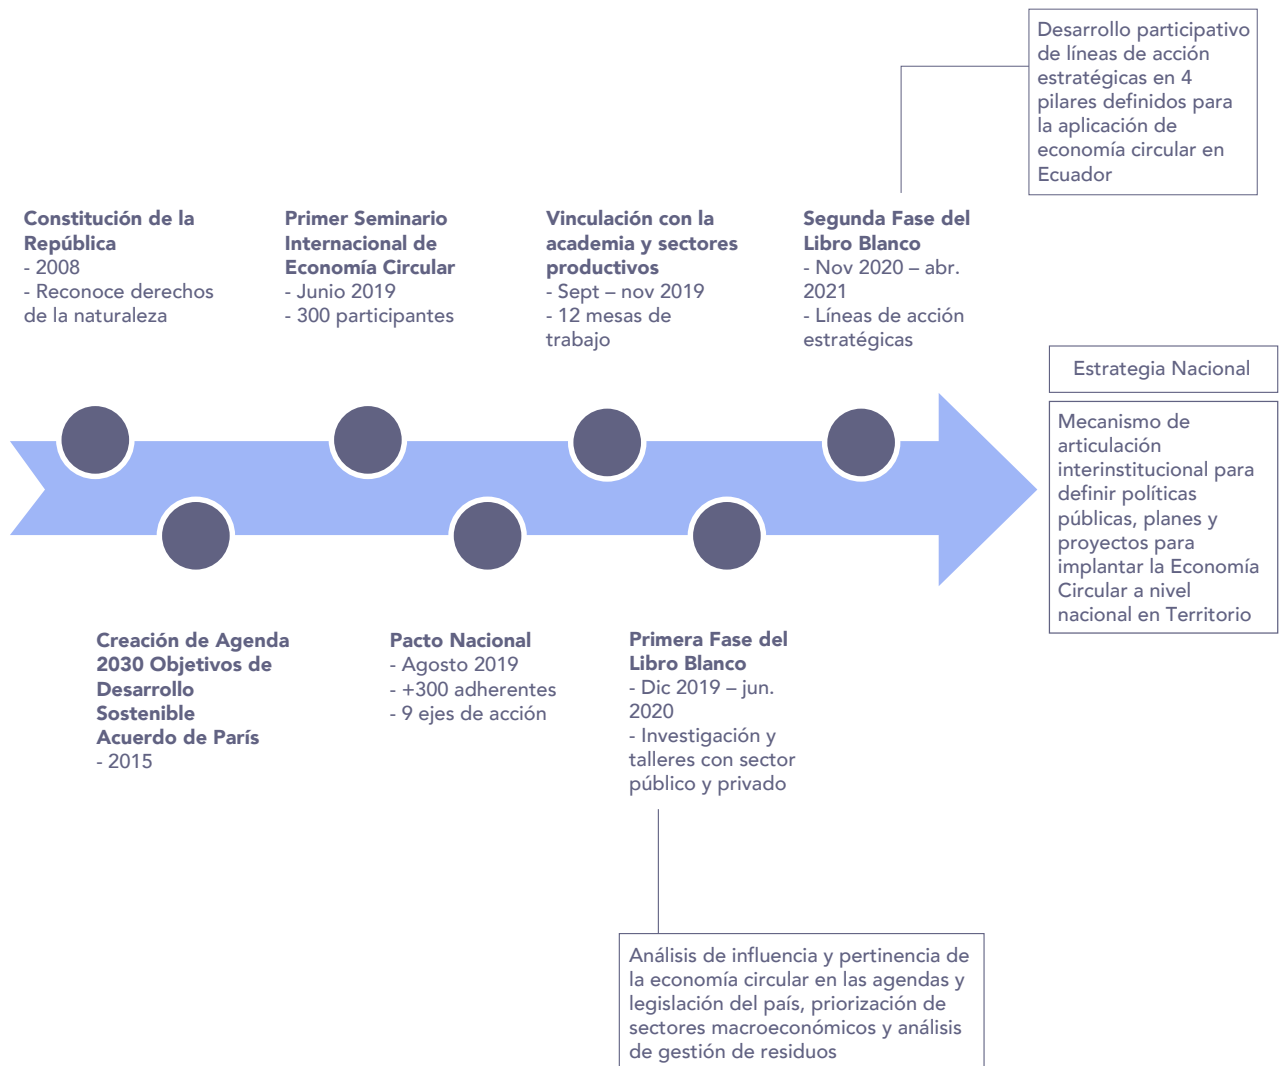 Desarrollo participativo
de líneas de acción
estratégicas en 4
pilares definidos para
la aplicación de
economía circular en
Ecuador
Constitución de la
República
- 2008
- Reconoce derechos
de la naturaleza
Primer Seminario
Internacional de
Economía Circular
- Junio 2019
- 300 participantes
Vinculación con la
academia y sectores
productivos
- Sept – nov 2019
- 12 mesas de
trabajo
Segunda Fase del
Libro Blanco
- Nov 2020 – abr.
2021
- Líneas de acción
estratégicas
Estrategia Nacional
Mecanismo de
articulación
interinstitucional para
definir políticas
públicas, planes y
proyectos para
implantar la Economía
Circular a nivel
nacional en Territorio
Creación de Agenda
2030 Objetivos de
Desarrollo
Sostenible
Acuerdo de París
- 2015
Pacto Nacional
- Agosto 2019
- +300 adherentes
- 9 ejes de acción
Primera Fase del
Libro Blanco
- Dic 2019 – jun.
2020
- Investigación y
talleres con sector
público y privado
Análisis de influencia y pertinencia de
la economía circular en las agendas y
legislación del país, priorización de
sectores macroeconómicos y análisis
de gestión de residuos